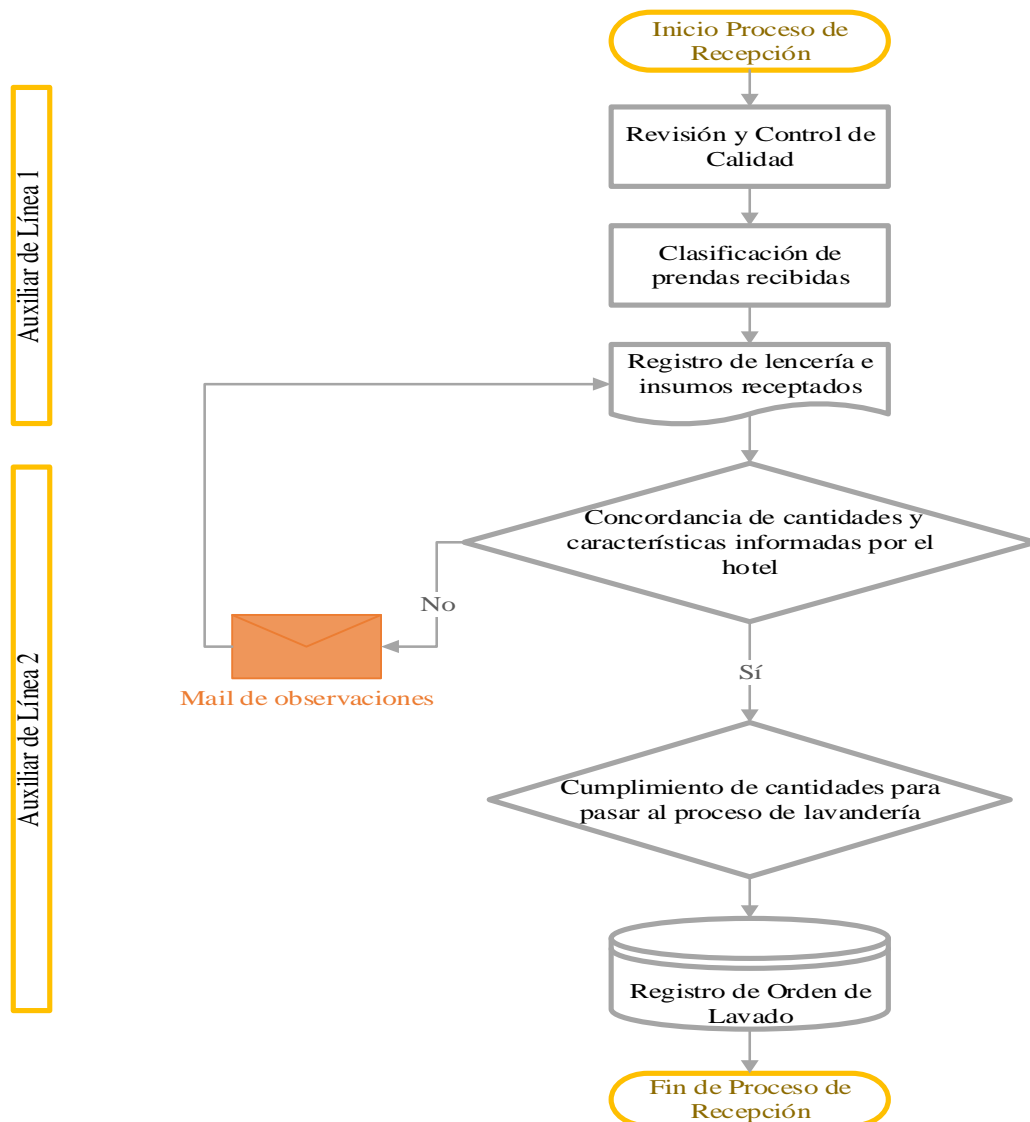 Inicio Proceso de
Recepción
Auxiliar de Línea 1
Revisión y Control de
Calidad
Clasificación de
prendas recibidas
Registro de lencería e
insumos receptados
Auxiliar de Línea 2
Concordancia de cantidades y
características informadas por el
hotel
No
Mail de observaciones
Sí
Cumplimiento de cantidades para
pasar al proceso de lavandería
Registro de Orden de
Lavado
Fin de Proceso de
Recepción